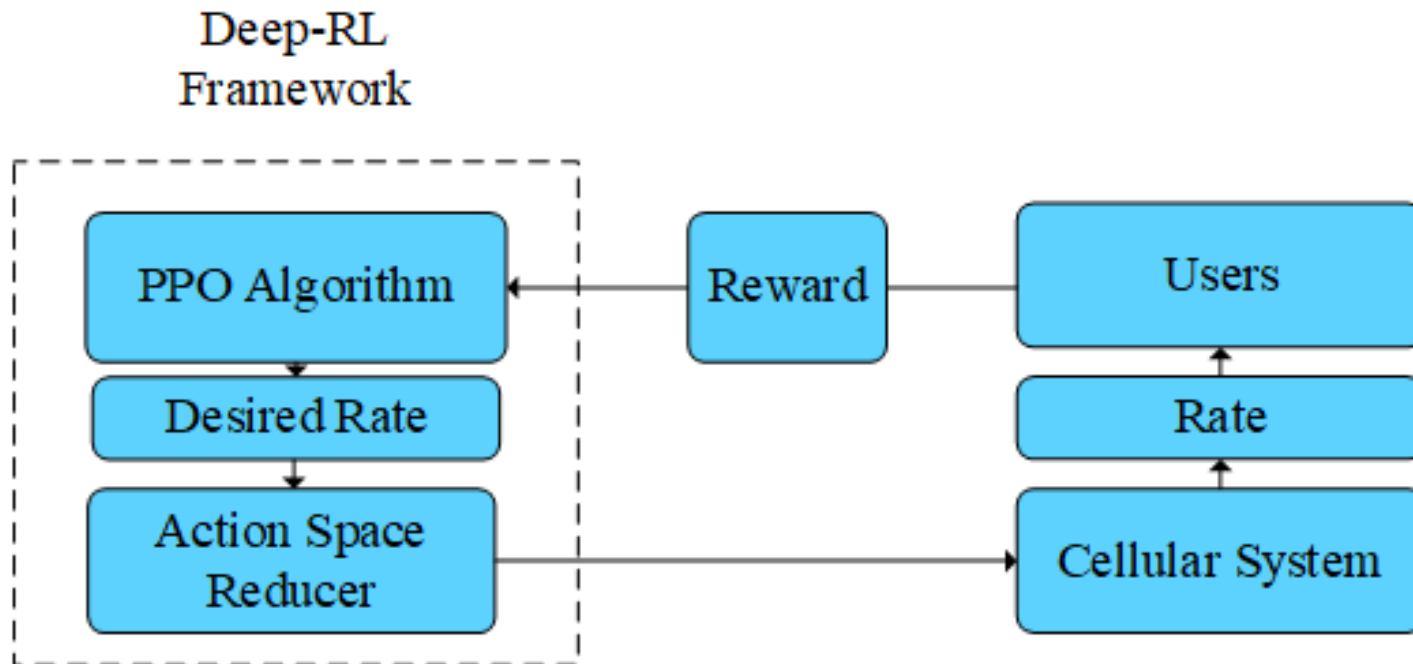 Deep-RL
Framework
PPO Algorithm
Reward
Users
Desired Rate
Rate
Action Space
Reducer
Cellular System